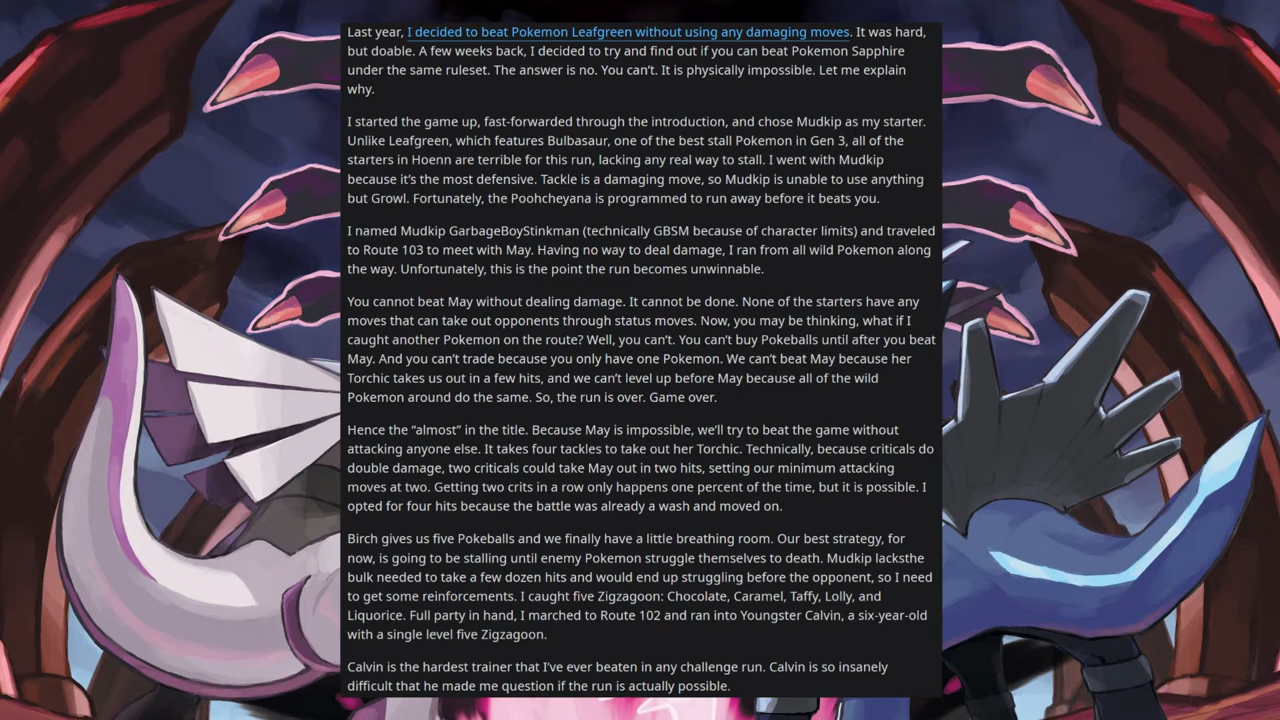 Last year, I decided to beat Pokemon Leafgreen without using any damaging moves. It was hard,
but doable. A few weeks back, I decided to try and find out if you can beat Pokemon Sapphire
under the same ruleset. The answer is no. You can't. It is physically impossible. Let me explain
why.
I started the game up, fast-forwarded through the introduction, and chose Mudkip as my starter.
Unlike Leafgreen, which features Bulbasaur, one of the best stall Pokemon in Gen 3, all of the
starters in Hoenn are terrible for this run, lacking any real way to stall. I went with Mudkip
because it's the most defensive. Tackle is a damaging move, so Mudkip is unable to use anything
but Growl. Fortunately, the Poohcheyana is programmed to run away before it beats you.
I named Mudkip GarbageBoyStinkman (technically GBSM because of character limits) and traveled
to Route 103 to meet with May. Having no way to deal damage, I ran from all wild Pokemon along
the way. Unfortunately, this is the point the run becomes unwinnable.
You cannot beat May without dealing damage. It cannot be done. None of the starters have any
moves that can take out opponents through status moves. Now, you may be thinking, what if I
caught another Pokemon on the route? Well, you can't. You can't buy Pokeballs until after you beat
May. And you can't trade because you only have one Pokemon. We can't beat May because her
Torchic takes us out in a few hits, and we can't level up before May because all of the wild
Pokemon around do the same. So, the run is over. Game over.
Hence the “almost” in the title. Because May is impossible, we'll try to beat the game without
attacking anyone else. It takes four tackles to take out her Torchic. Technically, because criticals do
double damage, two criticals could take May out in two hits, setting our minimum attacking
moves at two. Getting two crits in a row only happens one percent of the time, but it is possible. I
opted for four hits because the battle was already a wash and moved on.
Birch gives us five Pokeballs and we finally have a little breathing room. Our best strategy, for
now, is going to be stalling until enemy Pokemon struggle themselves to death. Mudkip lacksthe
bulk needed to take a few dozen hits and would end up struggling before the opponent, so I need
to get some reinforcements. I caught five Zigzagoon: Chocolate, Caramel, Taffy, Lolly, and
Liquorice. Full party in hand, I marched to Route 102 and ran into Youngster Calvin, a six-year-old
with a single level five Zigzagoon.
Calvin is the hardest trainer that I've ever beaten in any challenge run. Calvin is so insanely
difficult that he made me question if the run is actually possible.